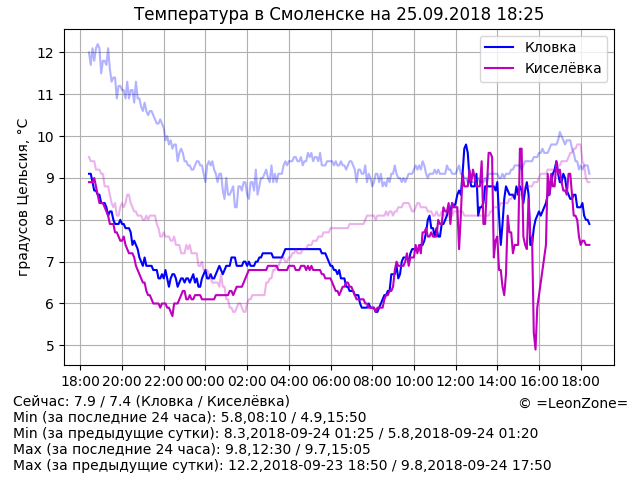 Температура в Смоленске на 25.09.2018 18:25
Кловка
Киселёвка
градусов Цельсия, °C
12
11
10
9
8
7
6
5
18:00 20:00 22:00 00:00 02:00 04:00 06:00 08:00 10:00 12:00 14:00 16:00 18:00
Сейчас: 7.9 / 7.4 (Кловка / Киселёвка)
© =LeonZone=
Min (за последние 24 часа): 5.8,08:10 / 4.9,15:50
Min (за предыдущие сутки): 8.3,2018-09-24 01:25 / 5.8,2018-09-24 01:20
Max (за последние 24 часа): 9.8,12:30 / 9.7,15:05
Max (за предыдущие сутки): 12.2,2018-09-23 18:50 / 9.8,2018-09-24 17:50